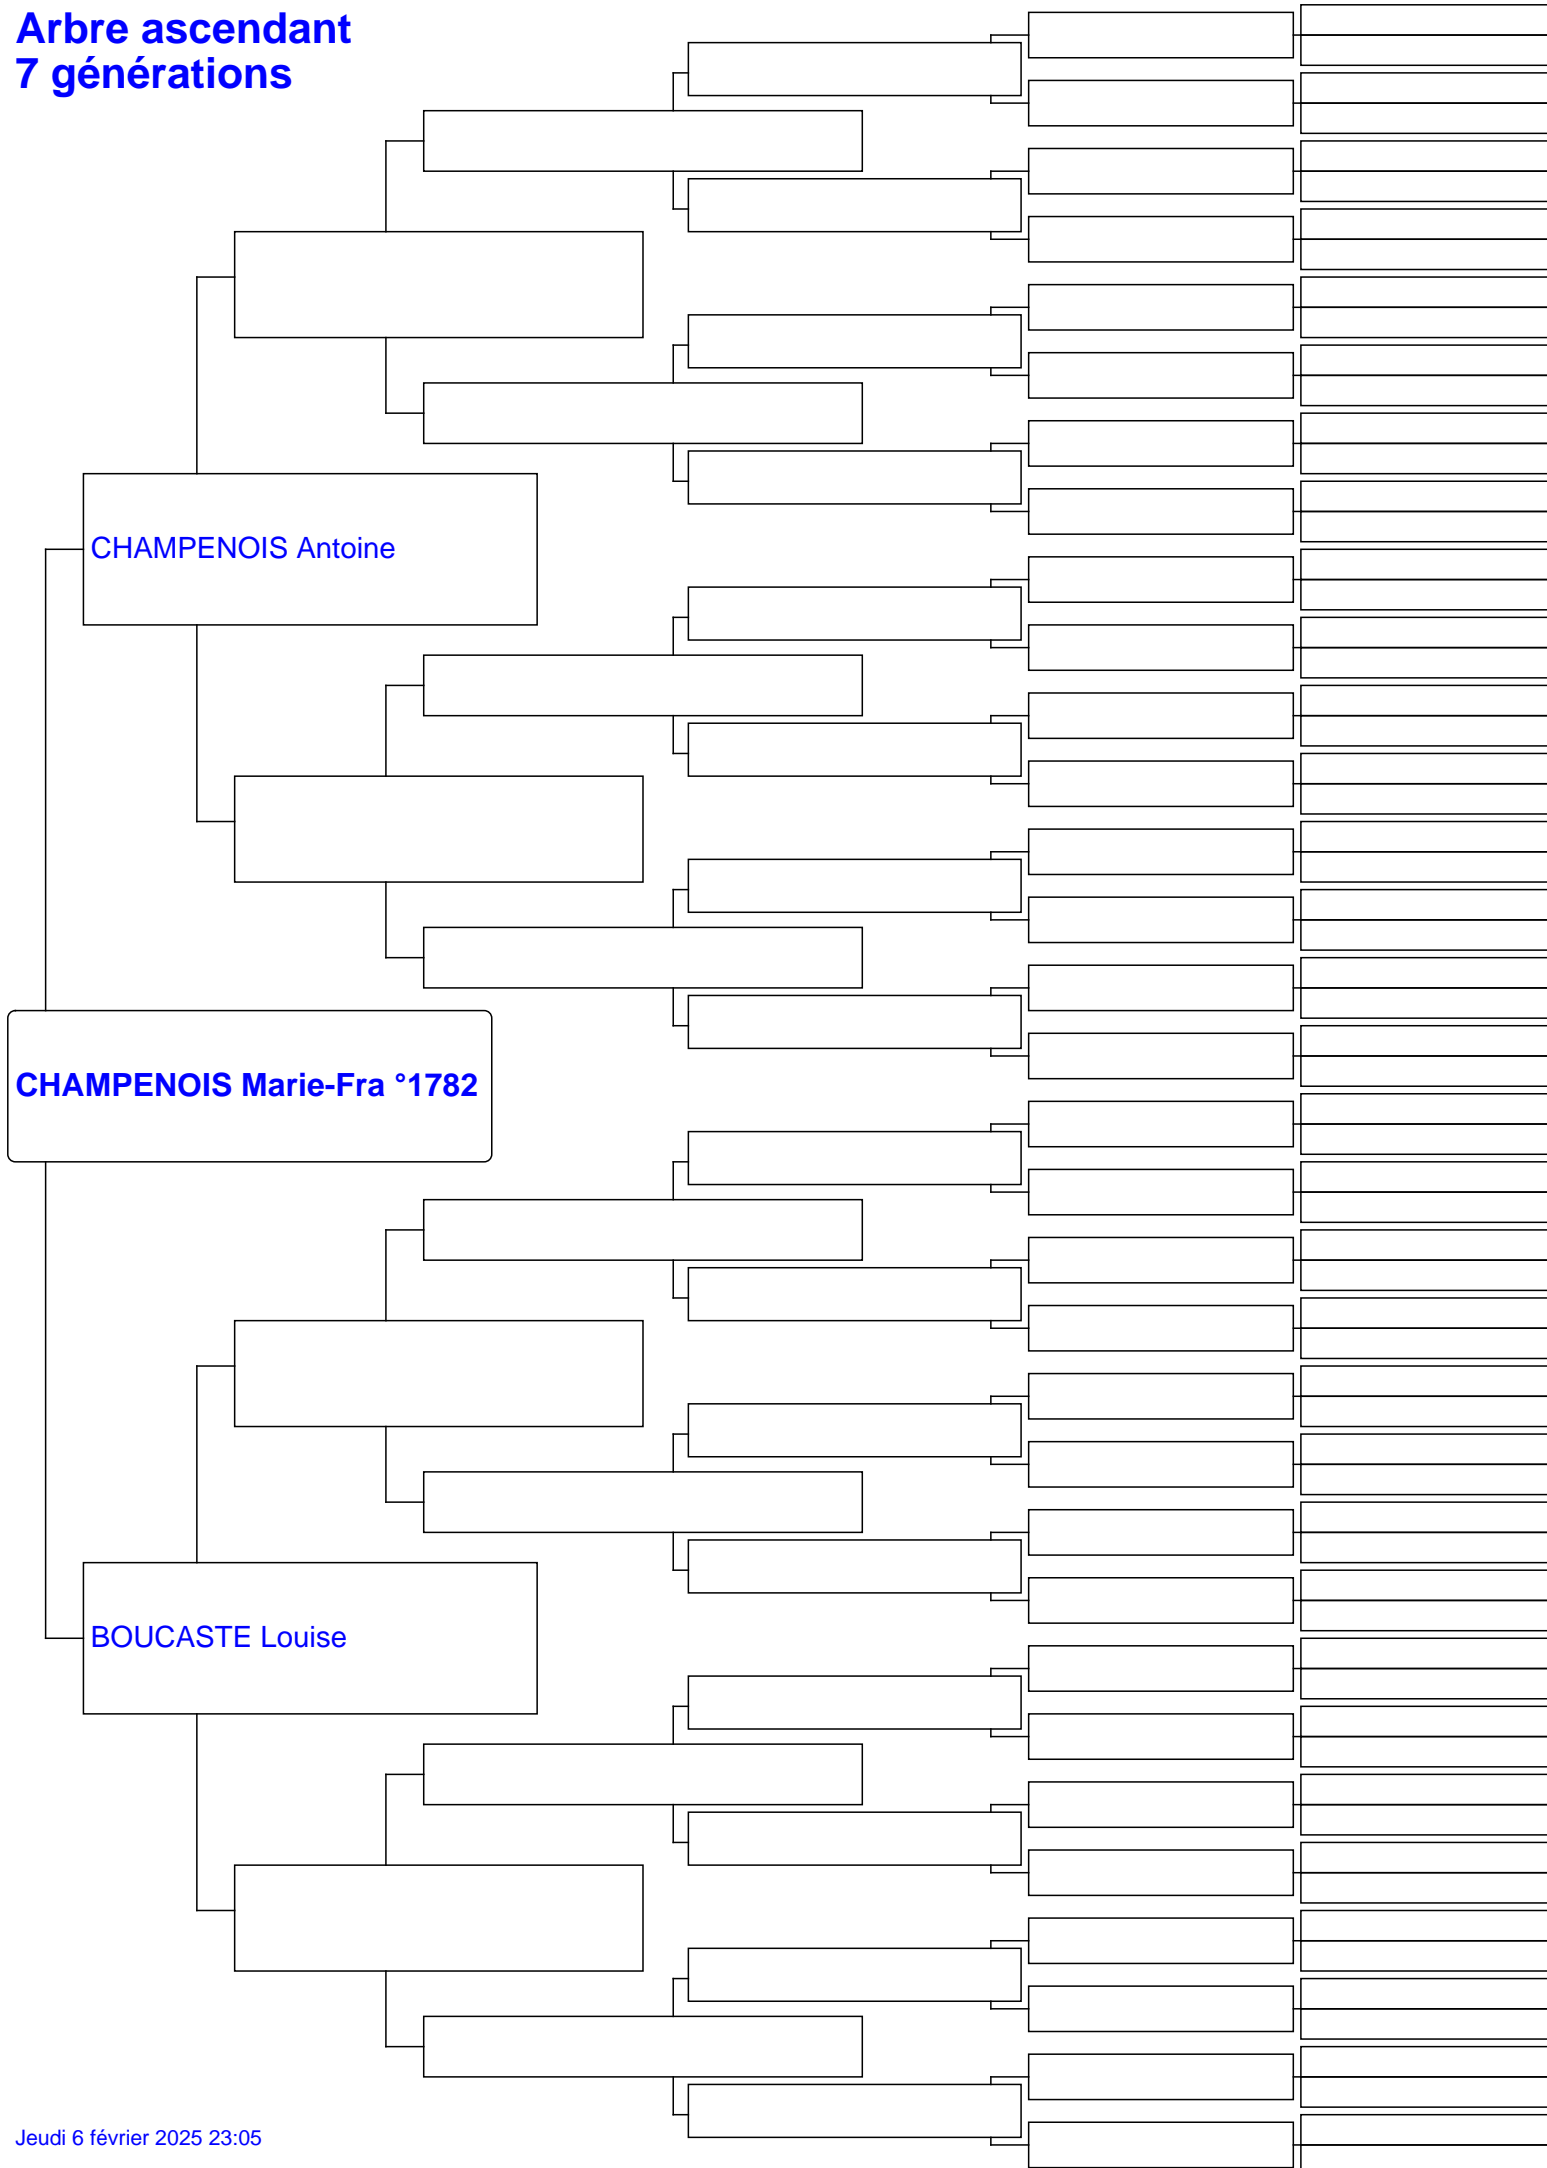 Arbre ascendant
7 générations
CHAMPENOIS Antoine
CHAMPENOIS Marie-Fra °1782
BOUCASTE Louise
Jeudi 6 février 2025 23:05